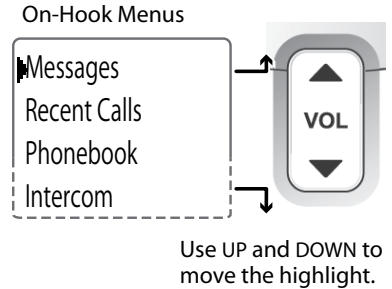 On-Hook Menus
Messages
Recent Calls
Phonebook
Intercom
VOL
Use UP and DOWN to
move the highlight.